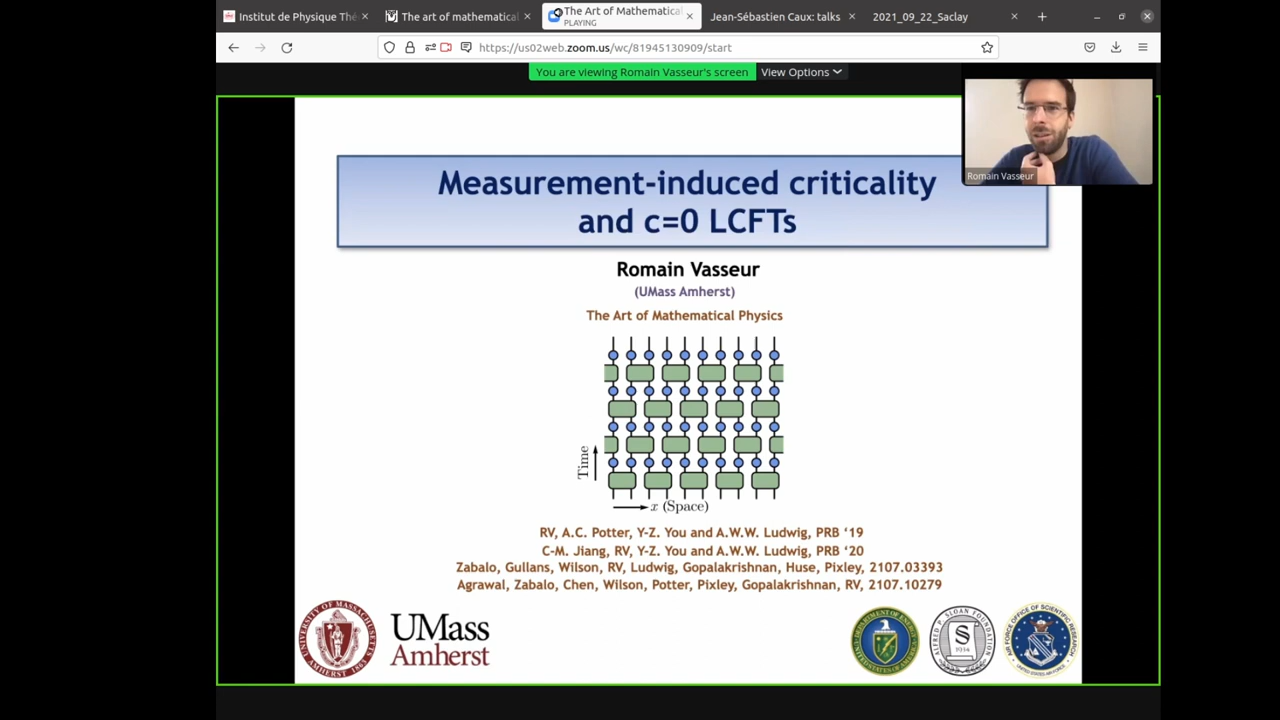 Institut de Physique Thé
The art of mathematical
The Art of Mathematical
PLAYING
Jean-Sébastien Caux: talks
2021_09_22_Saclay
https://us02web.zoom.us/wc/81945130909/start
You are viewing Romain Vasseur's screen
View Options
Romain Vasseur
Measurement-induced criticality
and c=0 LCFTs
Romain Vasseur
(UMass Amherst)
The Art of Mathematical Physics
Time
x (Space)
RV, A.C. Potter, Y-Z. You and A.W.W. Ludwig, PRB ‘19
C-M. Jiang, RV, Y-Z. You and A.W.W. Ludwig, PRB ‘20
Zabalo, Gullans, Wilson, RV, Ludwig, Gopalakrishnan, Huse, Pixley, 2107.03393
Agrawal, Zabalo, Chen, Wilson, Potter, Pixley, Gopalakrishnan, RV, 2107.10279
UMass
Amherst